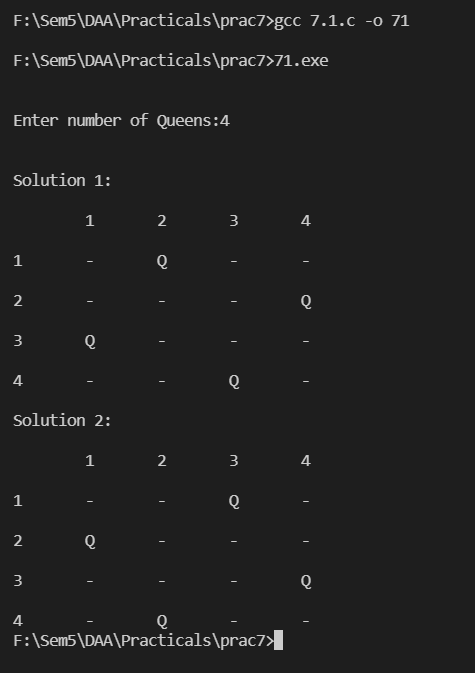 F:\Sem5\DAA\Practicals\prac7>gcc 7.1.c -o 71
F:\Sem5\DAA\Practicals\prac7>71.exe
Enter number of Queens:4
Solution 1:
1 2 3 4
1 - Q - -
2 - - - Q
3 Q - - -
4 - - Q -
Solution 2:
1 2 3 4
1 - - Q -
2 Q - - -
3 - - - Q
4 - Q - -
F:\Sem5\DAA\Practicals\prac7>